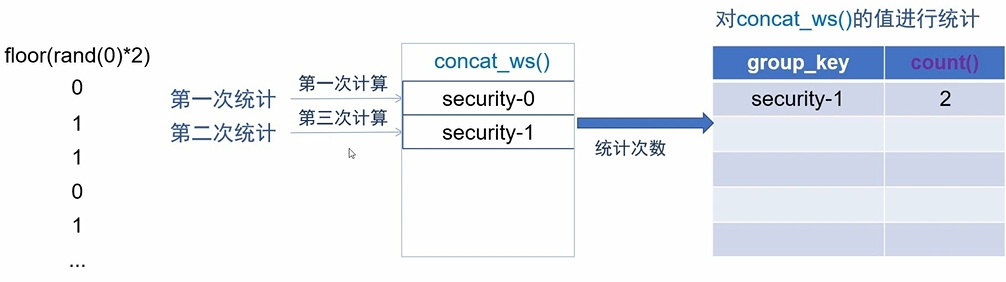 对concat_ws()的值进行统计
floor(rand(0)*2)
0
1
1
0
1
...
第一次统计
第二次统计
第一次计算
第三次计算
concat_ws()
security-0
security-1
统计次数
group_key count()
security-1 2